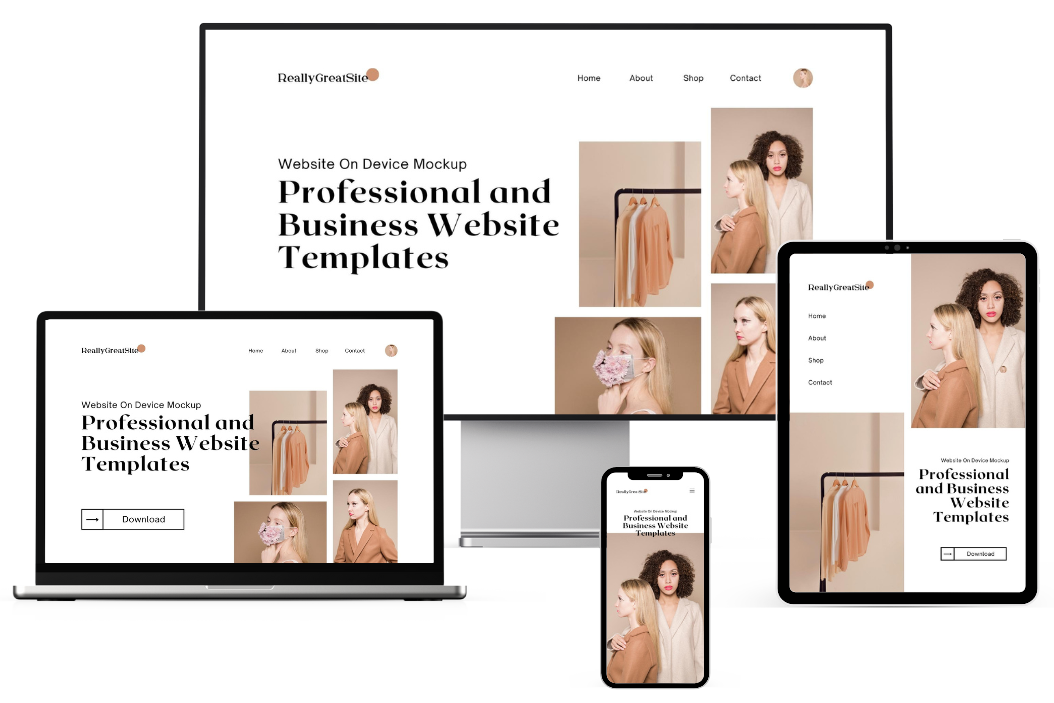 ReallyGreatSite
Home About Shop Contact
Website On Device Mockup
Professional and
Business Website
Templates
ReallyGreatSite
Home About Shop Contact
Website On Device Mockup
Professional and
Business Website
Templates
Download
ReallyGreatSite
Website On Device Mockup
Professional and
Business Website
Templates
ReallyGreatSite
Home
About
Shop
Contact
Website On Device Mockup
Professional
and Business
Website
Templates
Download